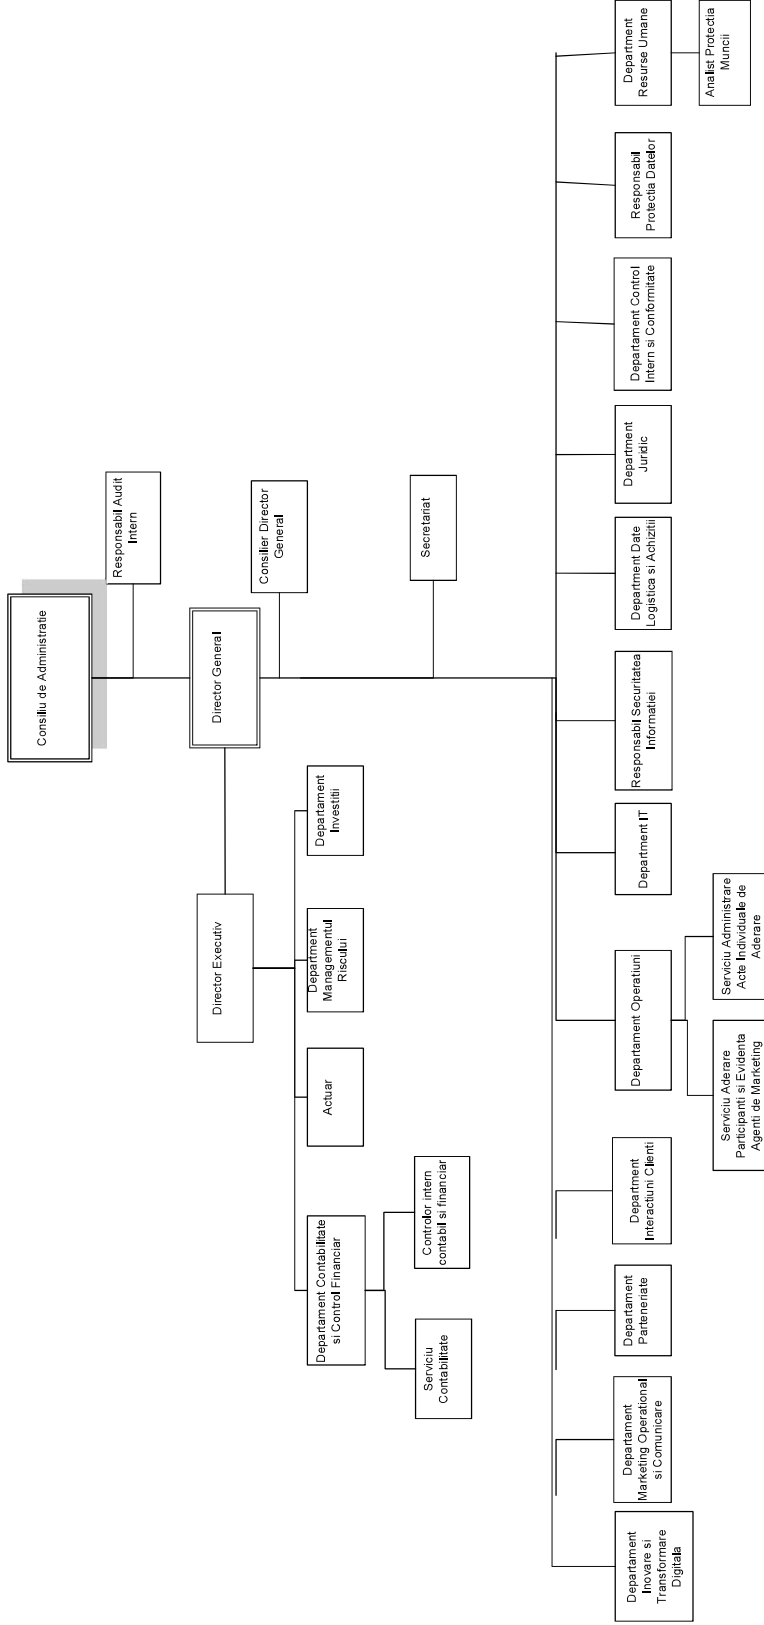 Consiliu de Administratie
Responsabil Audit
Intern
Director General
Consilier Director
General
Secretariat
Director Executiv
Departament Contabilitate
si Control Financiar
Actuar
Department
Managementul
Riscului
Departament
Investitii
Serviciu
Contabilitate
Controlor intern
contabil si financiar
Departament
Inovare si
Transformare
Digitala
Departament
Marketing Operational
si Comunicare
Departament
Parteneriate
Department
Interactiuni Clienti
Departament Operatiuni
Department IT
Responsabil Securitatea
Informatiei
Department Date
Logistica si Achizitii
Department
Juridic
Departament Control
Intern si Conformitate
Responsabil
Protectia Datelor
Department
Resurse Umane
Serviciu Aderare
Participanti si Evidenta
Agenti de Marketing
Serviciu Administrare
Acte Individuale de
Aderare
Analist Protectia
Muncii